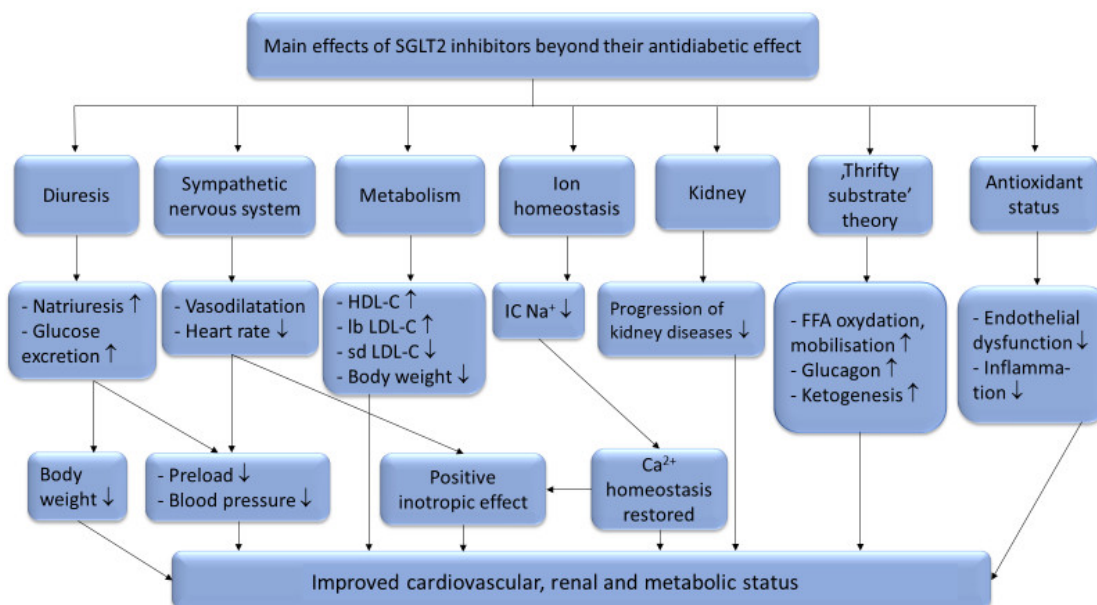 Main effects of SGLT2 inhibitors beyond their antidiabetic effect
Diuresis
Sympathetic
nervous system
Metabolism
Ion
homeostasis
Kidney
‚Thrifty
substrate’
theory
Antioxidant
status
- Natriuresis ↑
- Glucose
excretion ↑
- Vasodilatation
- Heart rate ↓
- HDL-C ↑
- lb LDL-C ↑
- sd LDL-C ↓
- Body weight ↓
IC Na⁺ ↓
Progression of
kidney diseases ↓
- FFA oxydation,
mobilisation ↑
- Glucagon ↑
- Ketogenesis ↑
- Endothelial
dysfunction ↓
- Inflamma-
tion ↓
Body
weight ↓
- Preload ↓
- Blood pressure ↓
Positive
inotropic effect
Ca²⁺
homeostasis
restored
Improved cardiovascular, renal and metabolic status